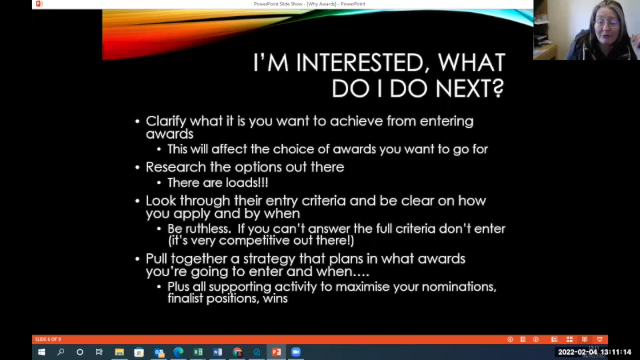 PowerPoint Slide Show - [Why Awards] - PowerPoint
I'M INTERESTED, WHAT
DO I DO NEXT?
• Clarify what it is you want to achieve from entering
awards
• This will affect the choice of awards you want to go for
• Research the options out there
• There are loads!!!
• Look through their entry criteria and be clear on how
you apply and by when
• Be ruthless. If you can't answer the full criteria don't enter
(it's very competitive out there!)
• Pull together a strategy that plans in what awards
you're going to enter and when....
• Plus all supporting activity to maximise your nominations,
finalist positions, wins
SLIDE 6 OF 9
2022-02-04 13:11:14